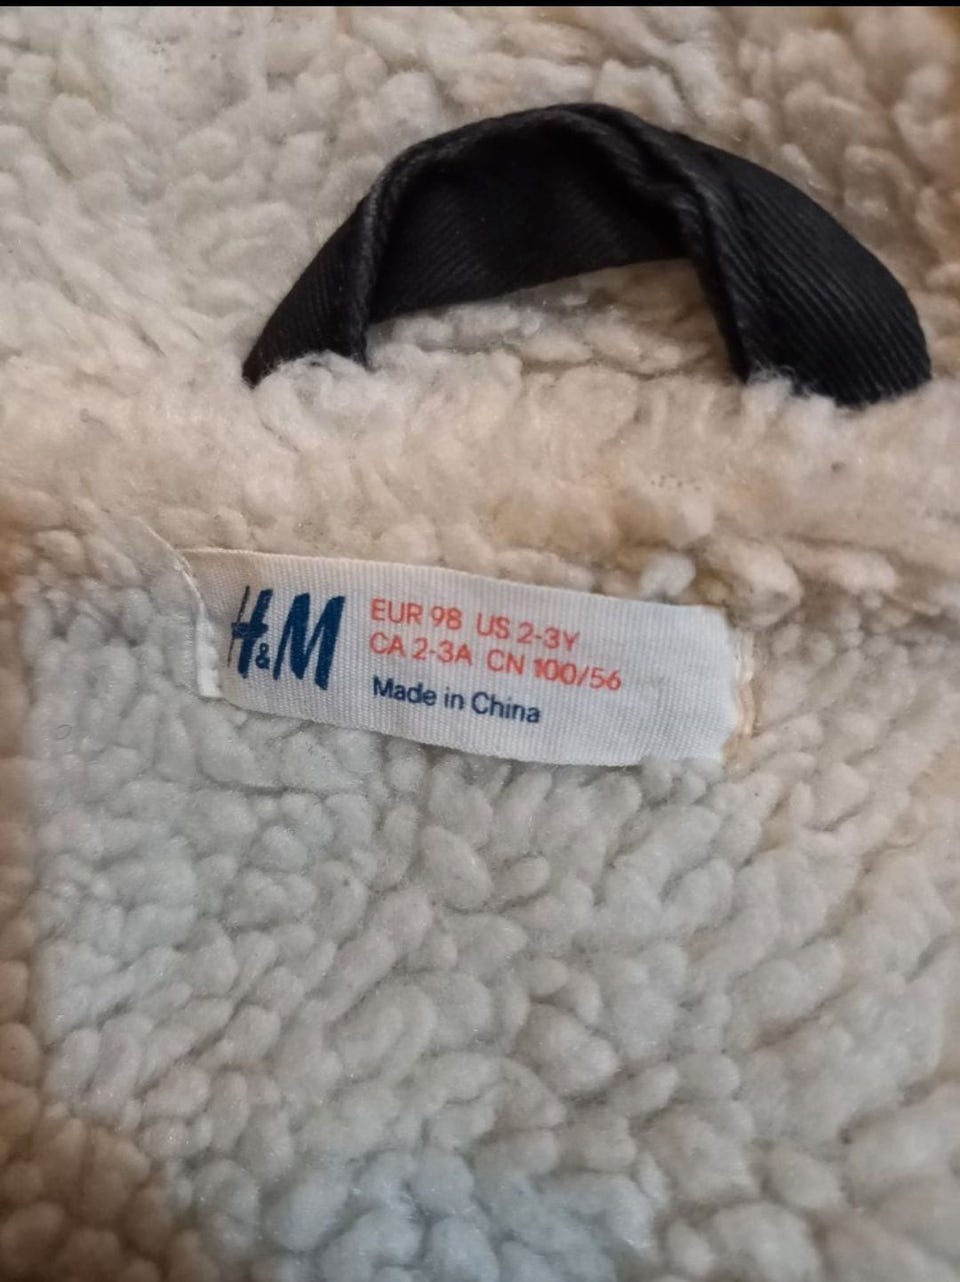 H&M
EUR 98 US 2-3Y
CA 2-3A CN 100/56
Made in China